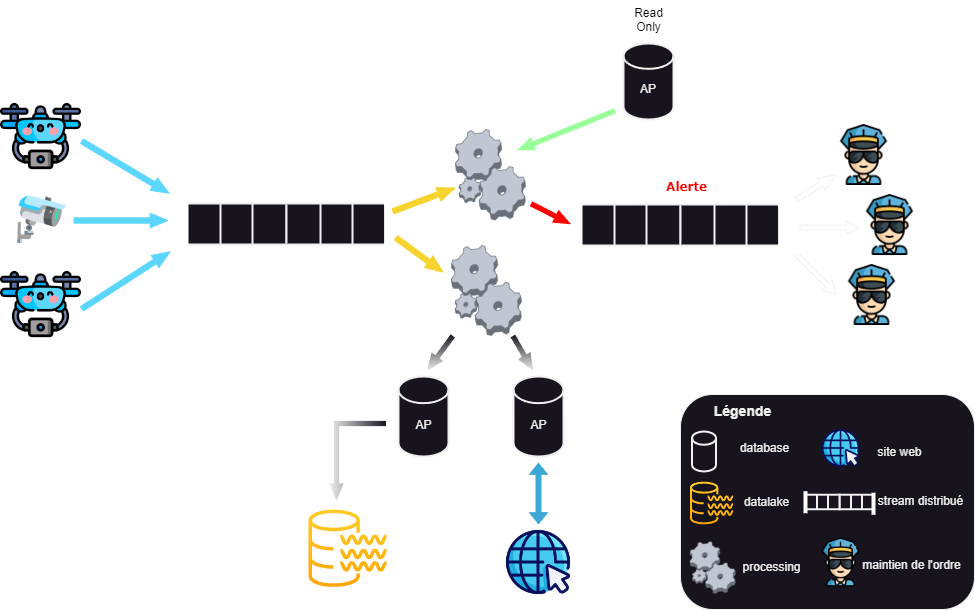 Read
Only
AP
Alerte
AP
AP
Légende
database
site web
datalake
stream distribué
processing
maintien de l'ordre